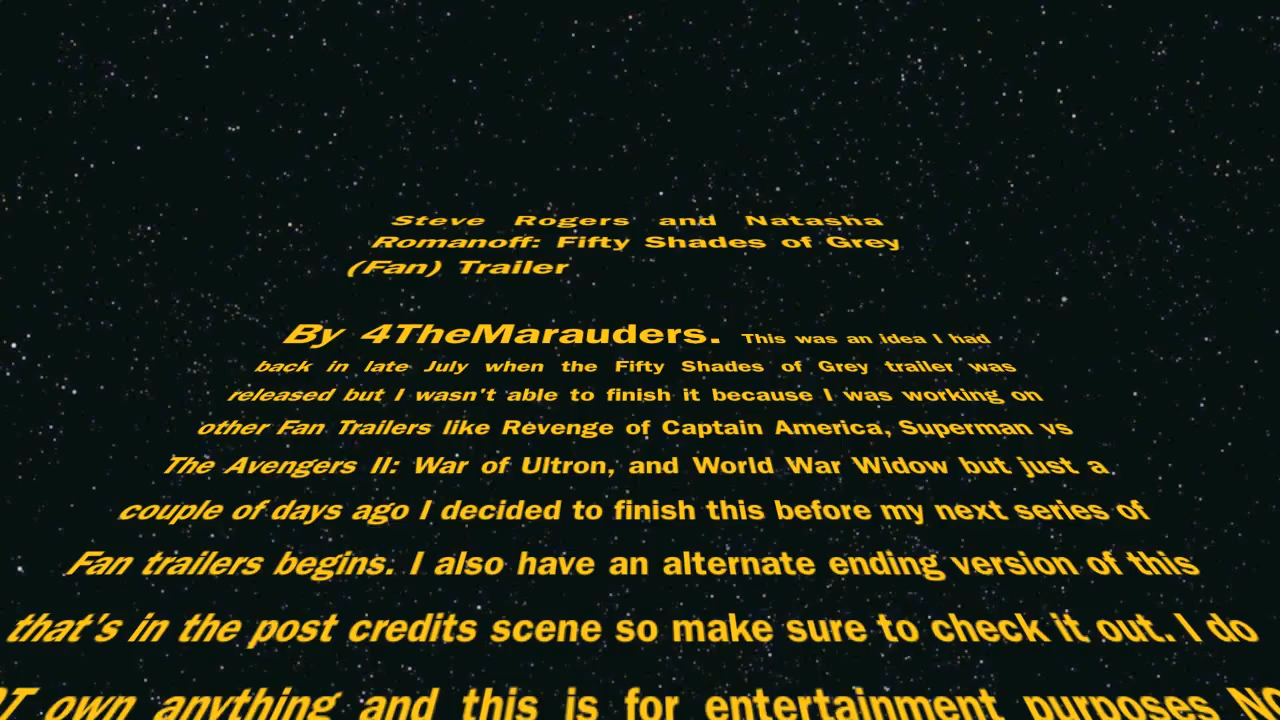 Steve Rogers and Natasha
Romanoff: Fifty Shades of Grey
(Fan) Trailer
By 4TheMarauders. This was an idea I had
back in late July when the Fifty Shades of Grey trailer was
released but I wasn't able to finish it because I was working on
other Fan Trailers like Revenge of Captain America, Superman vs
The Avengers II: War of Ultron, and World War Widow but just a
couple of days ago I decided to finish this before my next series of
Fan trailers begins. I also have an alternate ending version of this
that's in the post credits scene so make sure to check it out. I do
own anything and this is for entertainment purposes